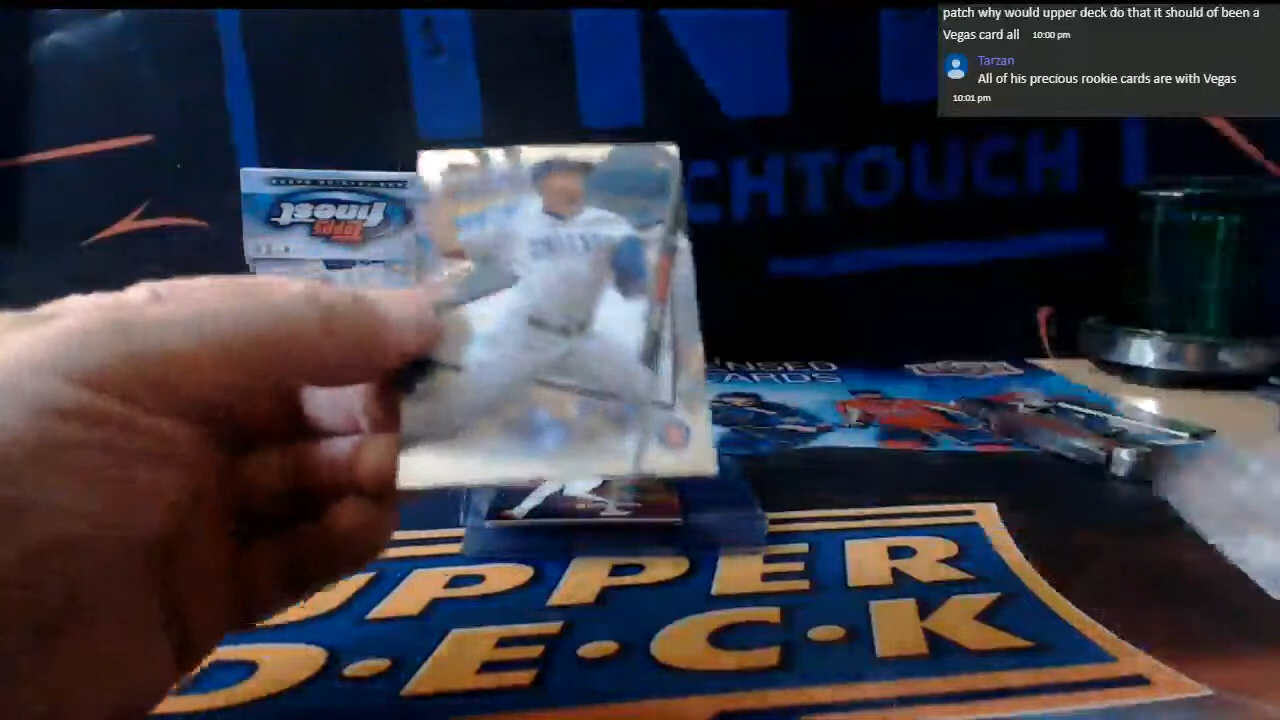 patch why would upper deck do that it should of been a
Vegas card all 10:00 pm
Tarzan
All of his precious rookie cards are with Vegas
10:01 pm
Topps
finest
CHTOUCH
UPPER
D•E•C•K